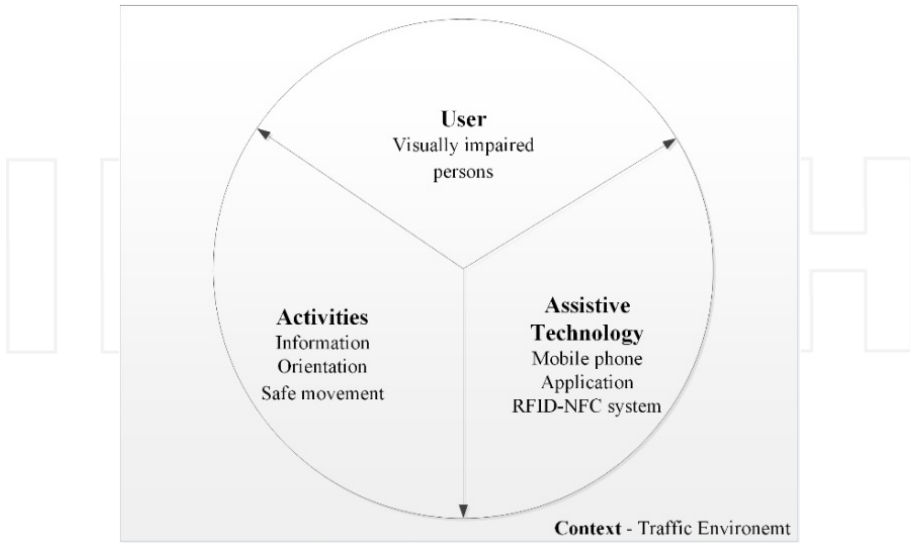 User
Visually impaired
persons
Activities
Information
Orientation
Safe movement
Assistive
Technology
Mobile phone
Application
RFID-NFC system
Context - Traffic Environemt